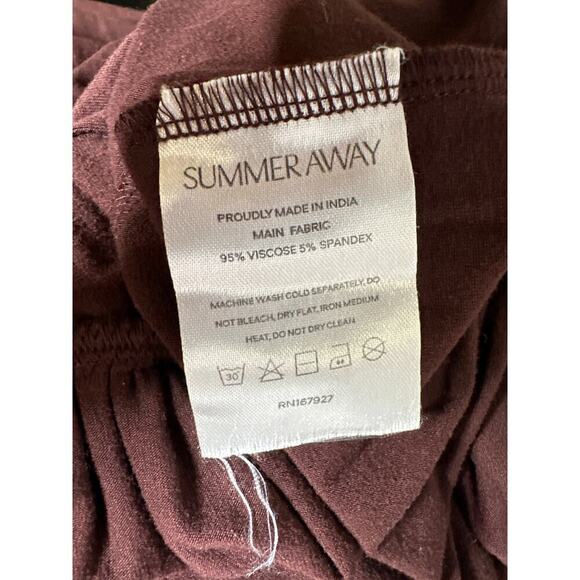 SUMMER AWAY
PROUDLY MADE IN INDIA
MAIN FABRIC
95% VISCOSE 5% SPANDEX
MACHINE WASH COLD SEPARATELY, DO
NOT BLEACH, DRY FLAT, IRON MEDIUM
HEAT, DO NOT DRY CLEAN
30
RN167927